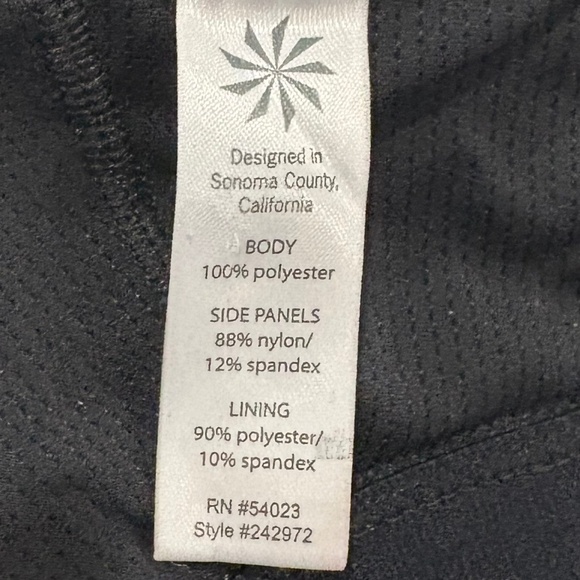 Designed in
Sonoma County,
California
BODY
100% polyester
SIDE PANELS
88% nylon/
12% spandex
LINING
90% polyester/
10% spandex
RN #54023
Style #242972